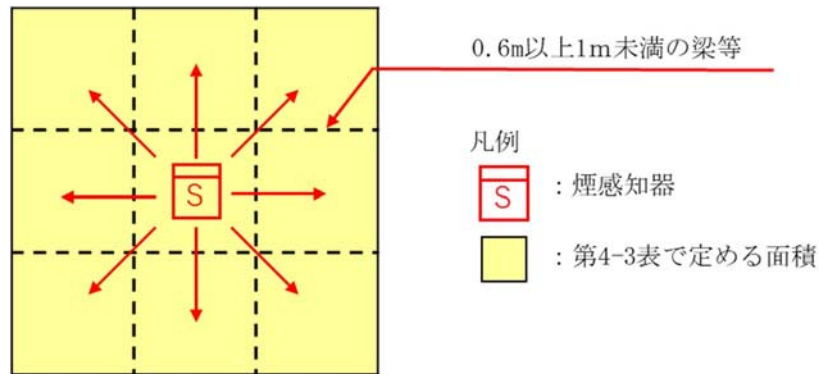 0.6m以上1m未満の梁等
凡例
S
S
：煙感知器
：第4-3表で定める面積